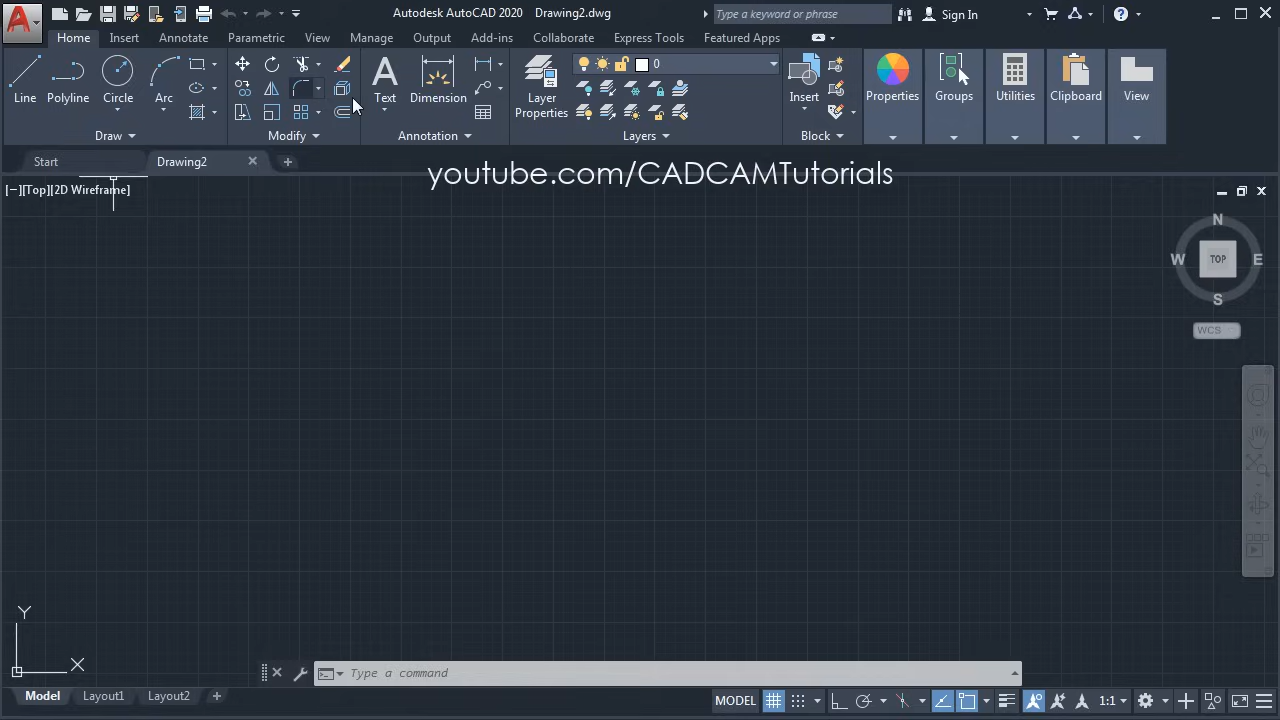 Autodesk AutoCAD 2020 Drawing2.dwg
Type a keyword or phrase
Sign In
Home Insert Annotate Parametric View Manage Output Add-ins Collaborate Express Tools Featured Apps
Line Polyline Circle Arc
Draw
Modify
Text Dimension
Annotation
Layer Properties
0
Layers
Insert
Block
Properties
Groups
Utilities
Clipboard
View
Start
Drawing2
youtube.com/CADCAMTutorials
[−][Top][2D Wireframe]
N
W TOP E
S
WCS
Y
X
Type a command
Model Layout1 Layout2
MODEL
1:1